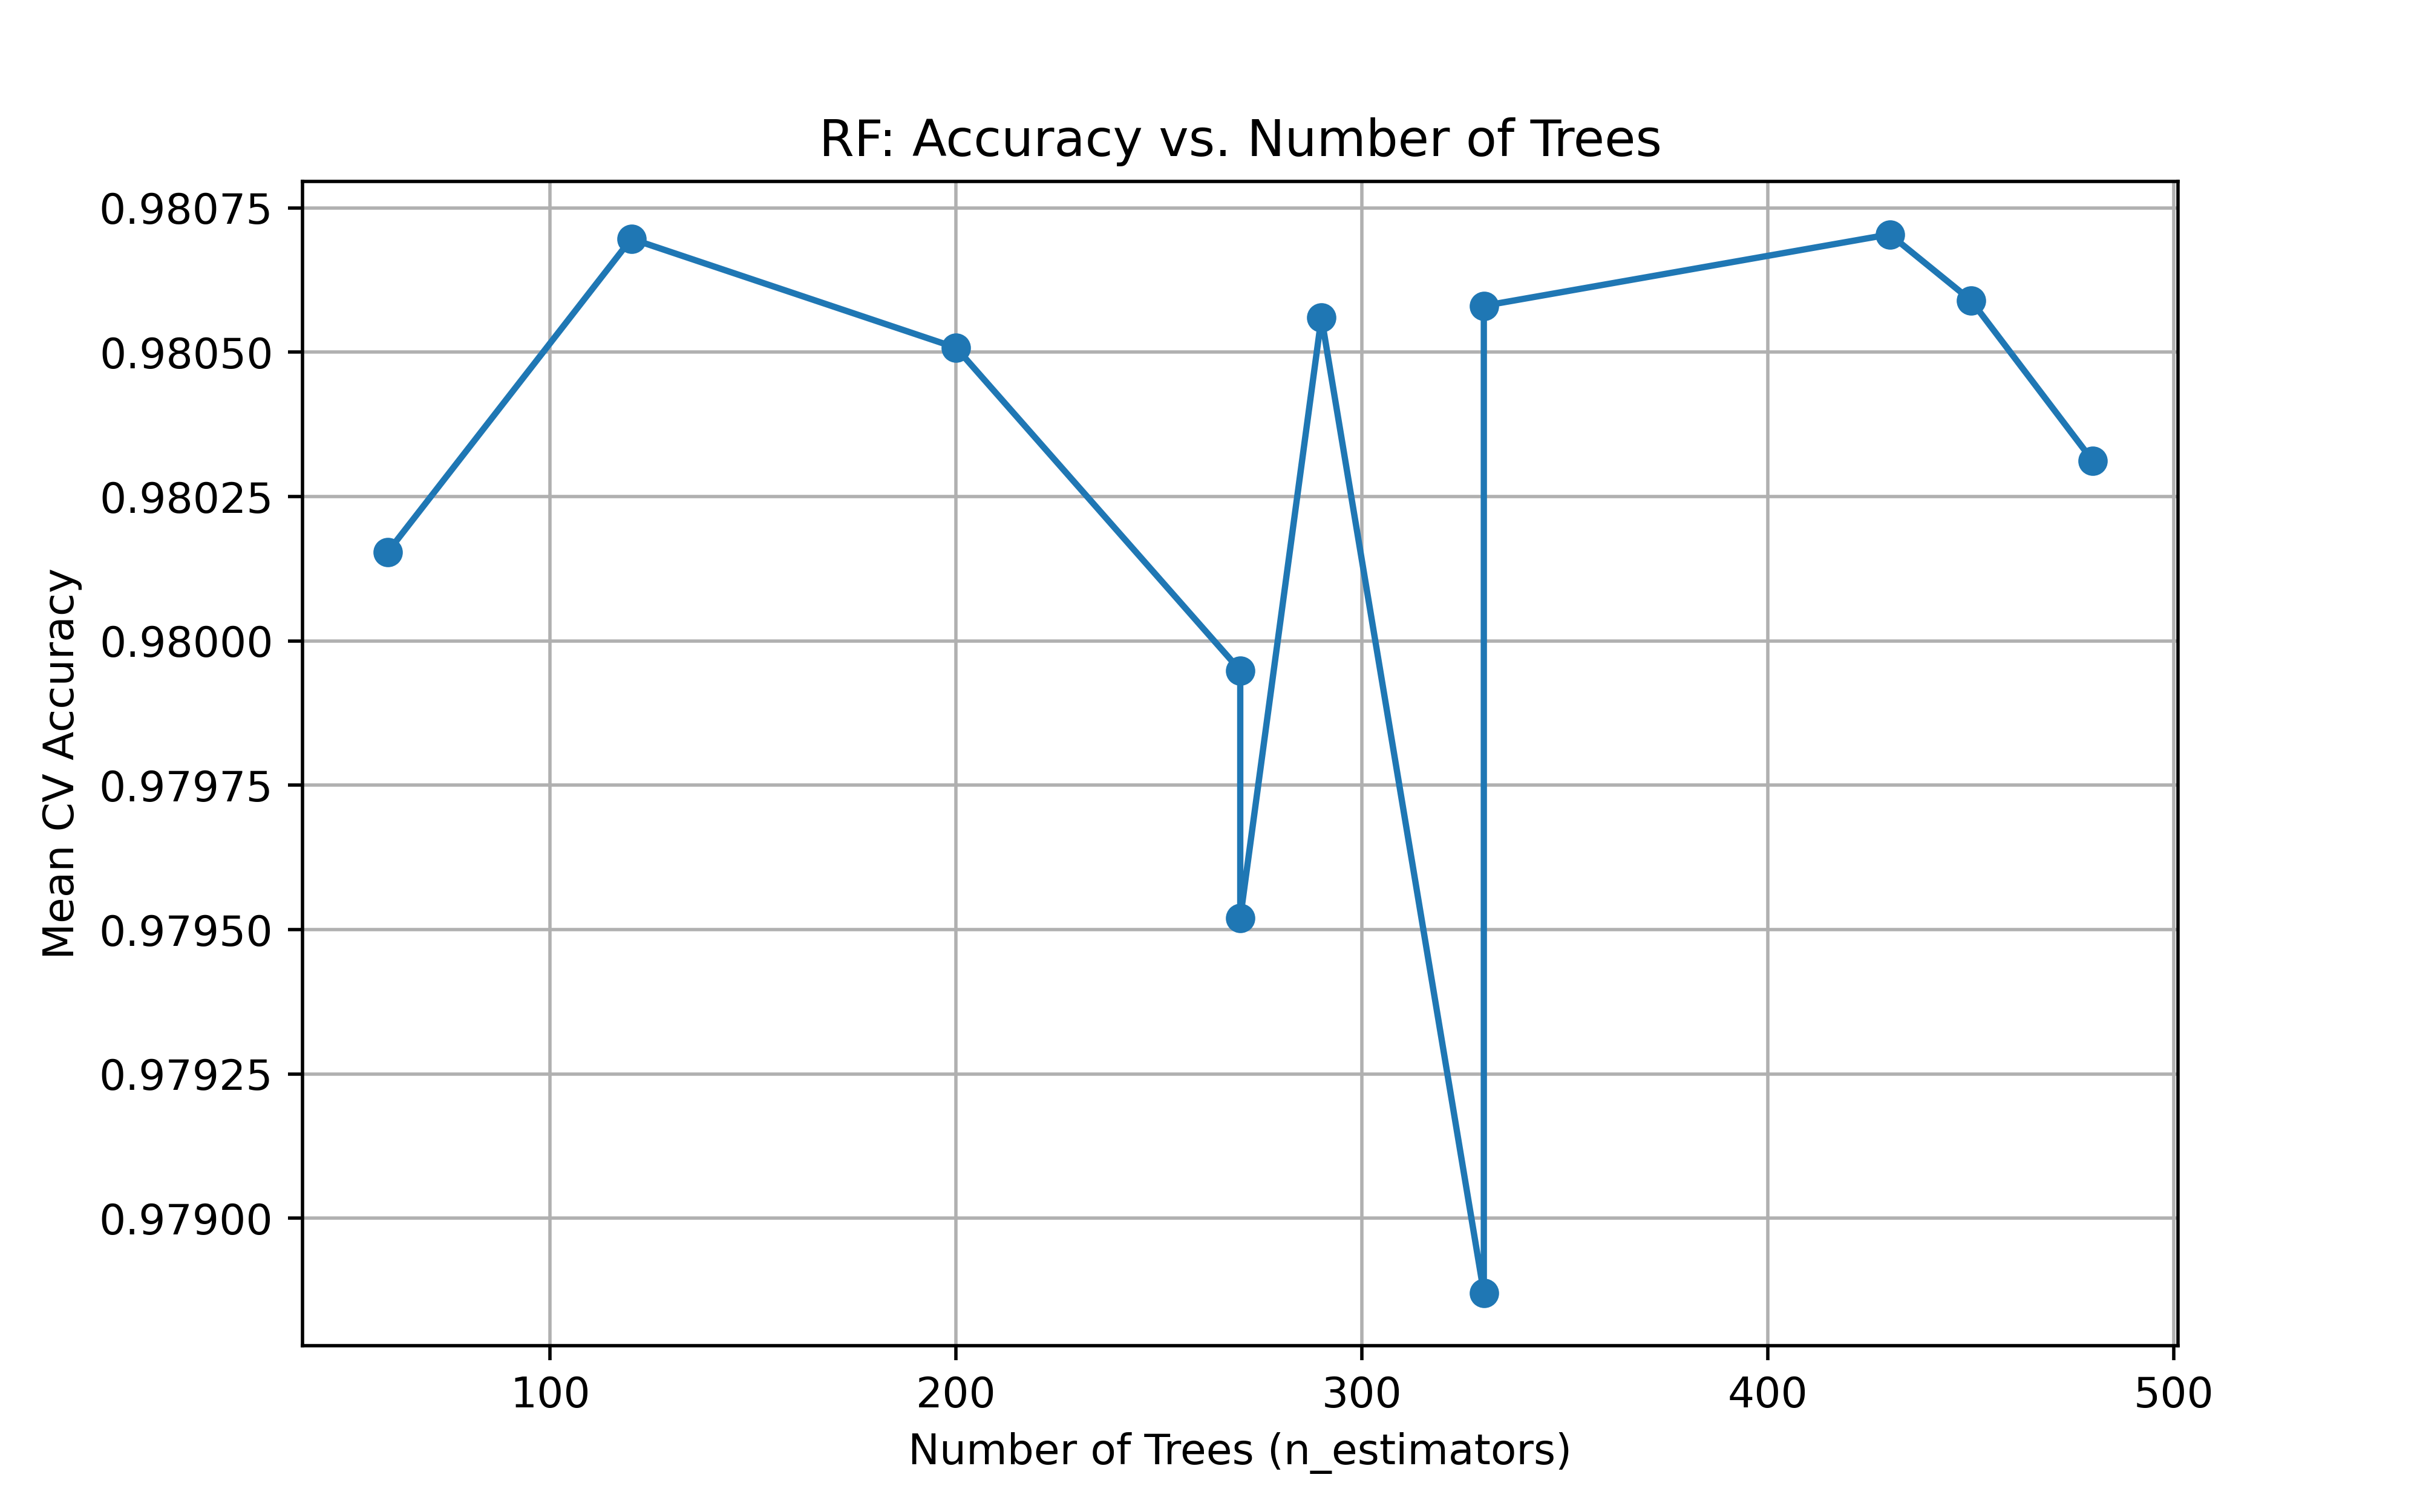 RF: Accuracy vs. Number of Trees
0.98075
0.98050
0.98025
0.98000
0.97975
0.97950
0.97925
0.97900
Mean CV Accuracy
100 200 300 400 500
Number of Trees (n_estimators)